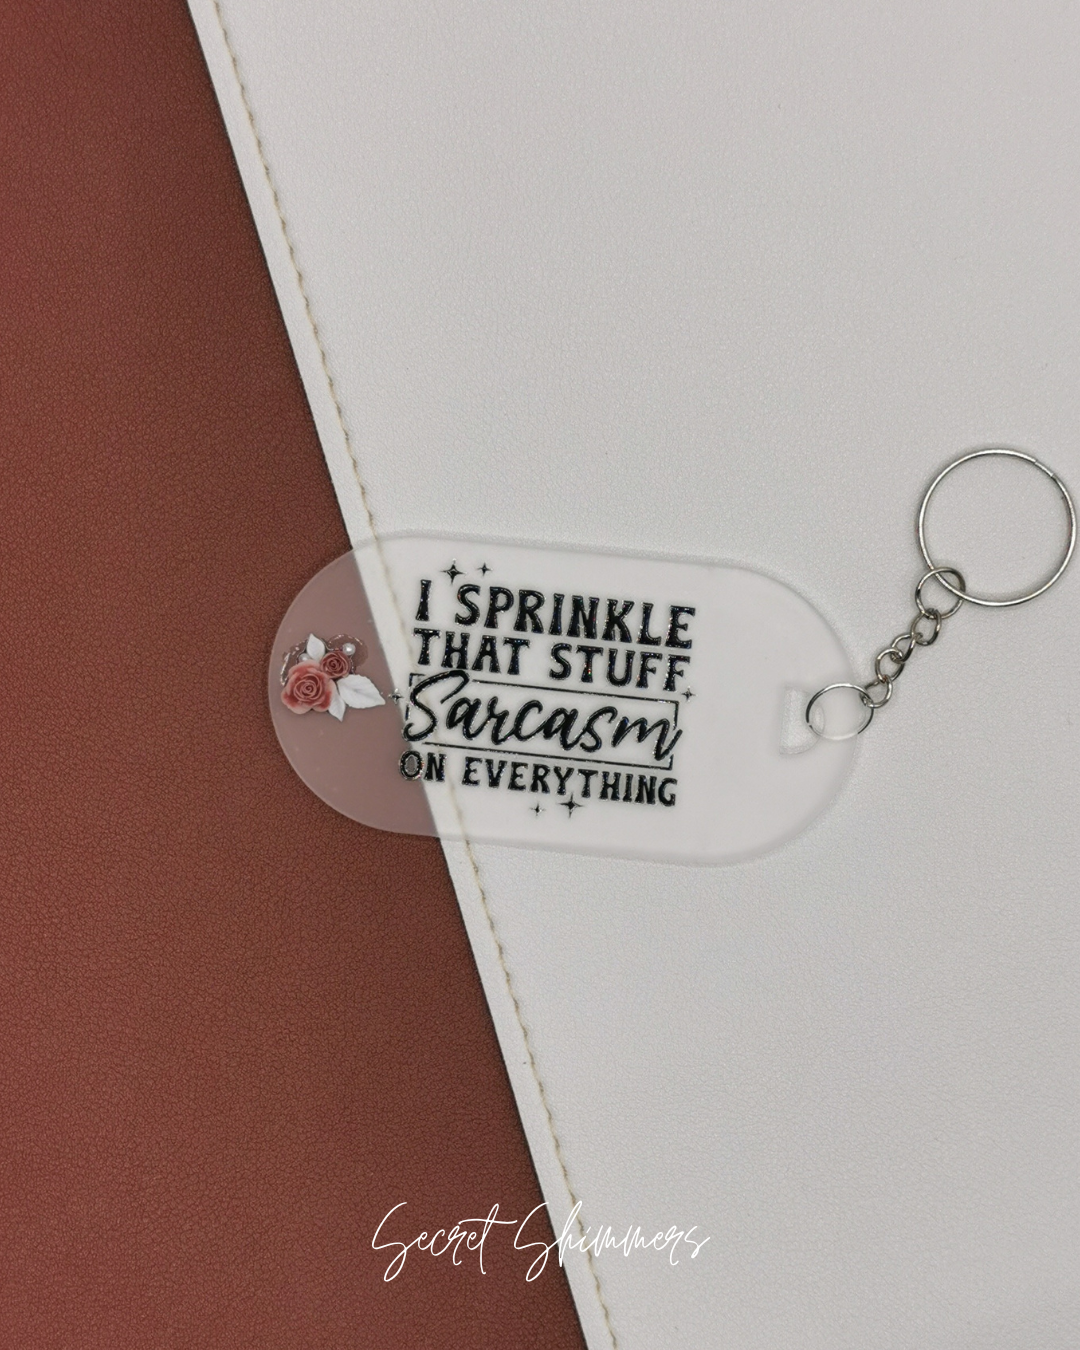 I SPRINKLE
THAT STUFF
Sarcasm
ON EVERYTHING
Secret Shimmers